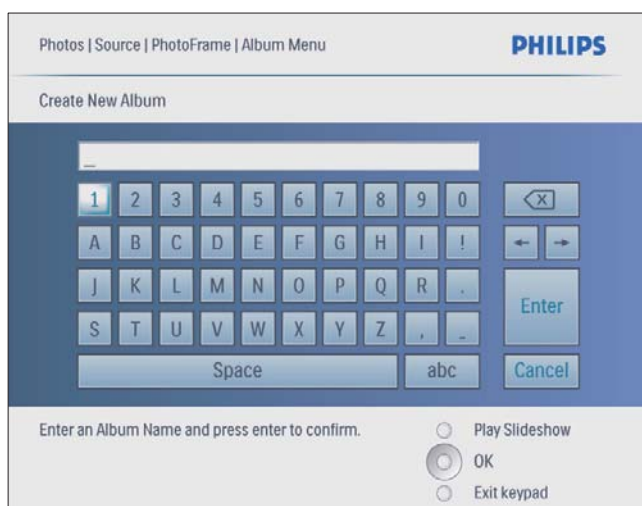 Photos | Source | PhotoFrame | Album Menu
PHILIPS
Create New Album
_
1 2 3 4 5 6 7 8 9 0
A B C D E F G H I !
J K L M N O P Q R .
Enter
S T U V W X Y Z , _
Space abc Cancel
Enter an Album Name and press enter to confirm.
Play Slideshow
OK
Exit keypad